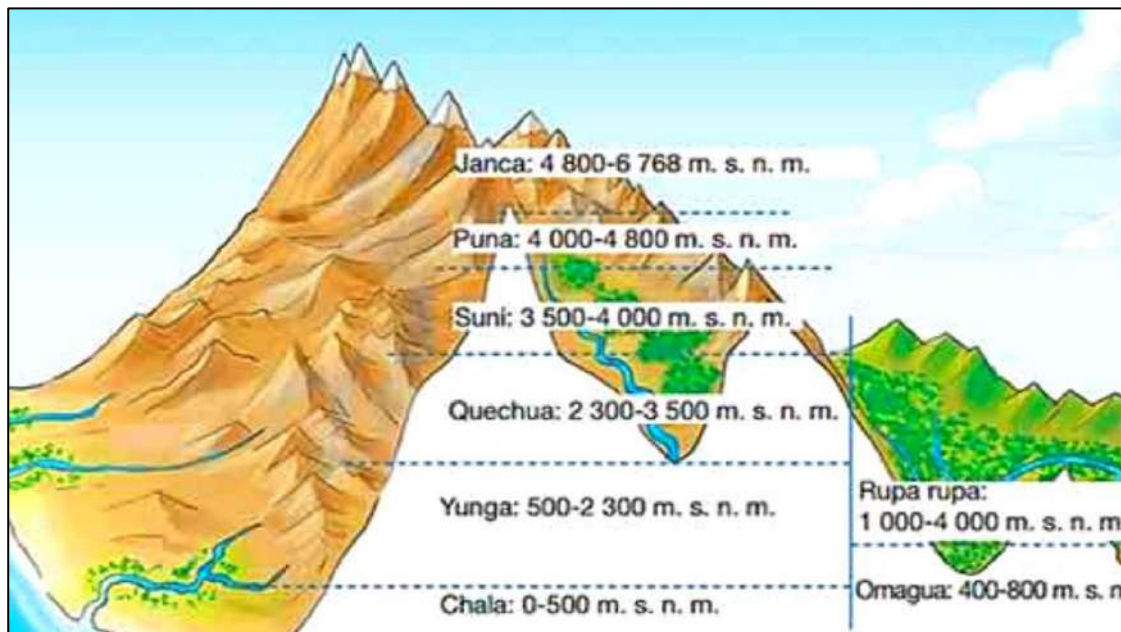 Janca: 4 800-6 768 m. s. n. m.
Puna: 4 000-4 800 m. s. n. m.
Suni: 3 500-4 000 m. s. n. m.
Quechua: 2 300-3 500 m. s. n. m.
Yunga: 500-2 300 m. s. n. m.
Chala: 0-500 m. s. n. m.
Rupa rupa:
1 000-4 000 m. s. n. m
Omagua: 400-800 m. s. n